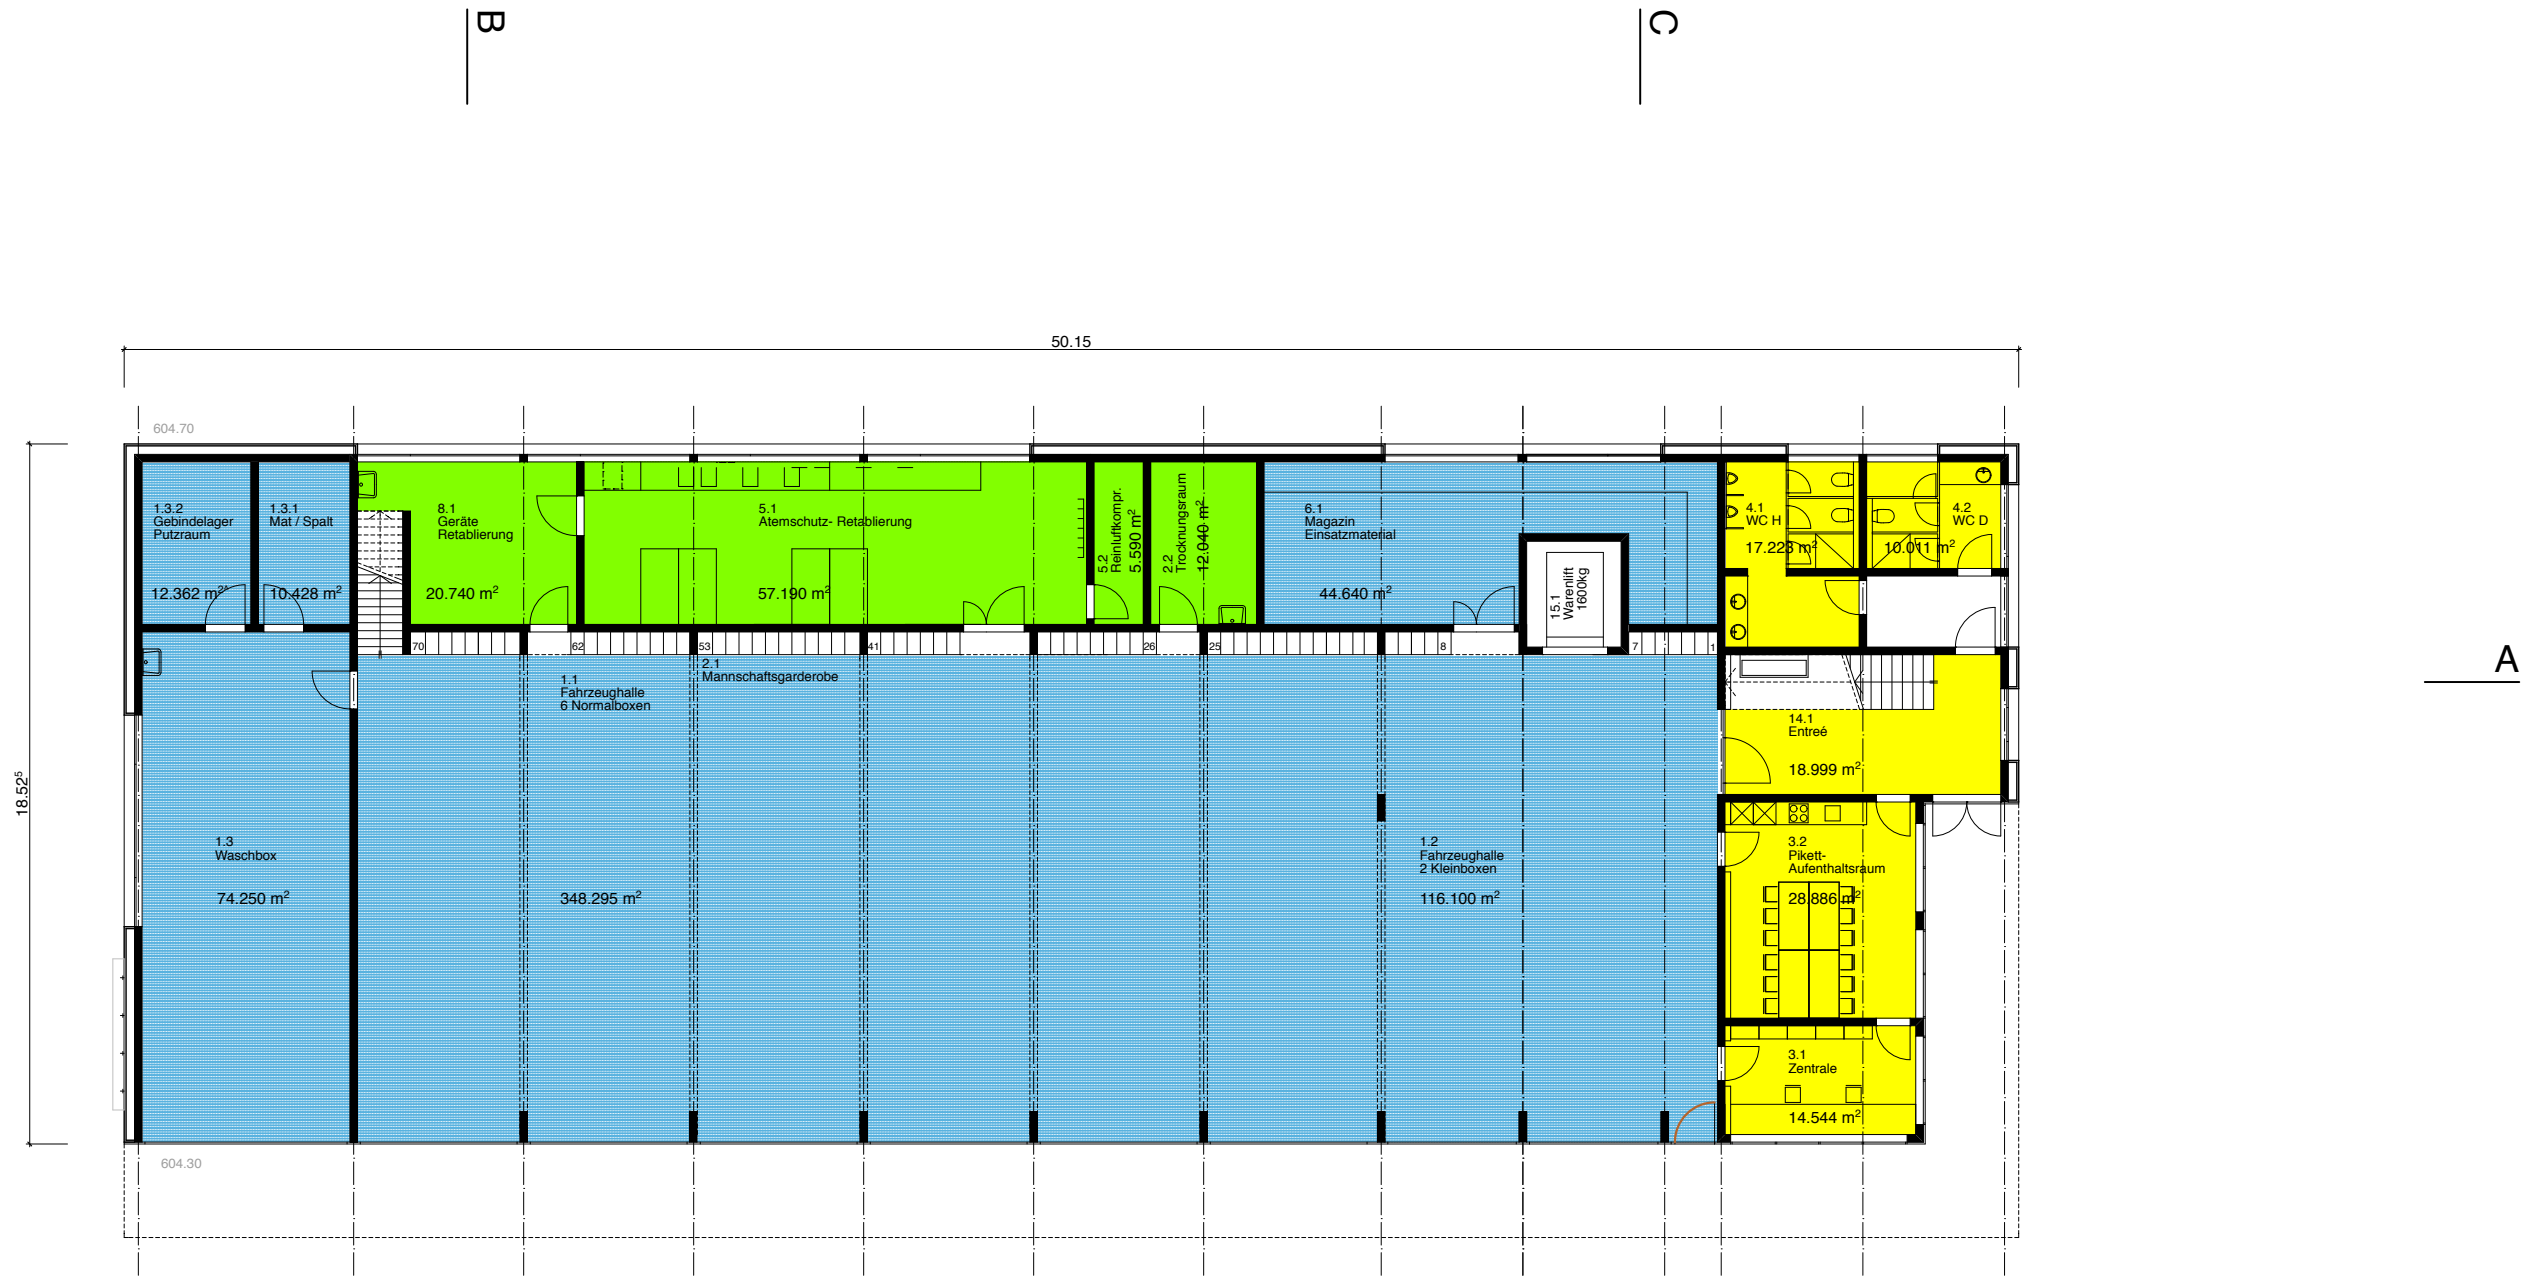 B
C
50.15
604.70
1.3.2
Gebindelager
Putzraum
12.362 m²
1.3.1
Mat / Spalt
10.428 m²
8.1
Geräte
Retablierung
20.740 m²
5.1
Atemschutz- Retablierung
57.190 m²
5.2
Reinluftkompr.
5.590 m²
2.2
Trocknungsraum
12.040 m²
6.1
Magazin
Einsatzmaterial
44.640 m²
15.1
Warenlift
1600kg
4.1
WC H
17.223 m²
4.2
WC D
10.011 m²
70
62
53
41
26
25
8
7
1
A
2.1
Mannschaftsgarderobe
1.1
Fahrzeughalle
6 Normalboxen
348.295 m²
14.1
Entreé
18.999 m²
18.52⁵
1.3
Waschbox
74.250 m²
1.2
Fahrzeughalle
2 Kleinboxen
116.100 m²
3.2
Pikett-
Aufenthaltsraum
28.886 m²
3.1
Zentrale
14.544 m²
604.30